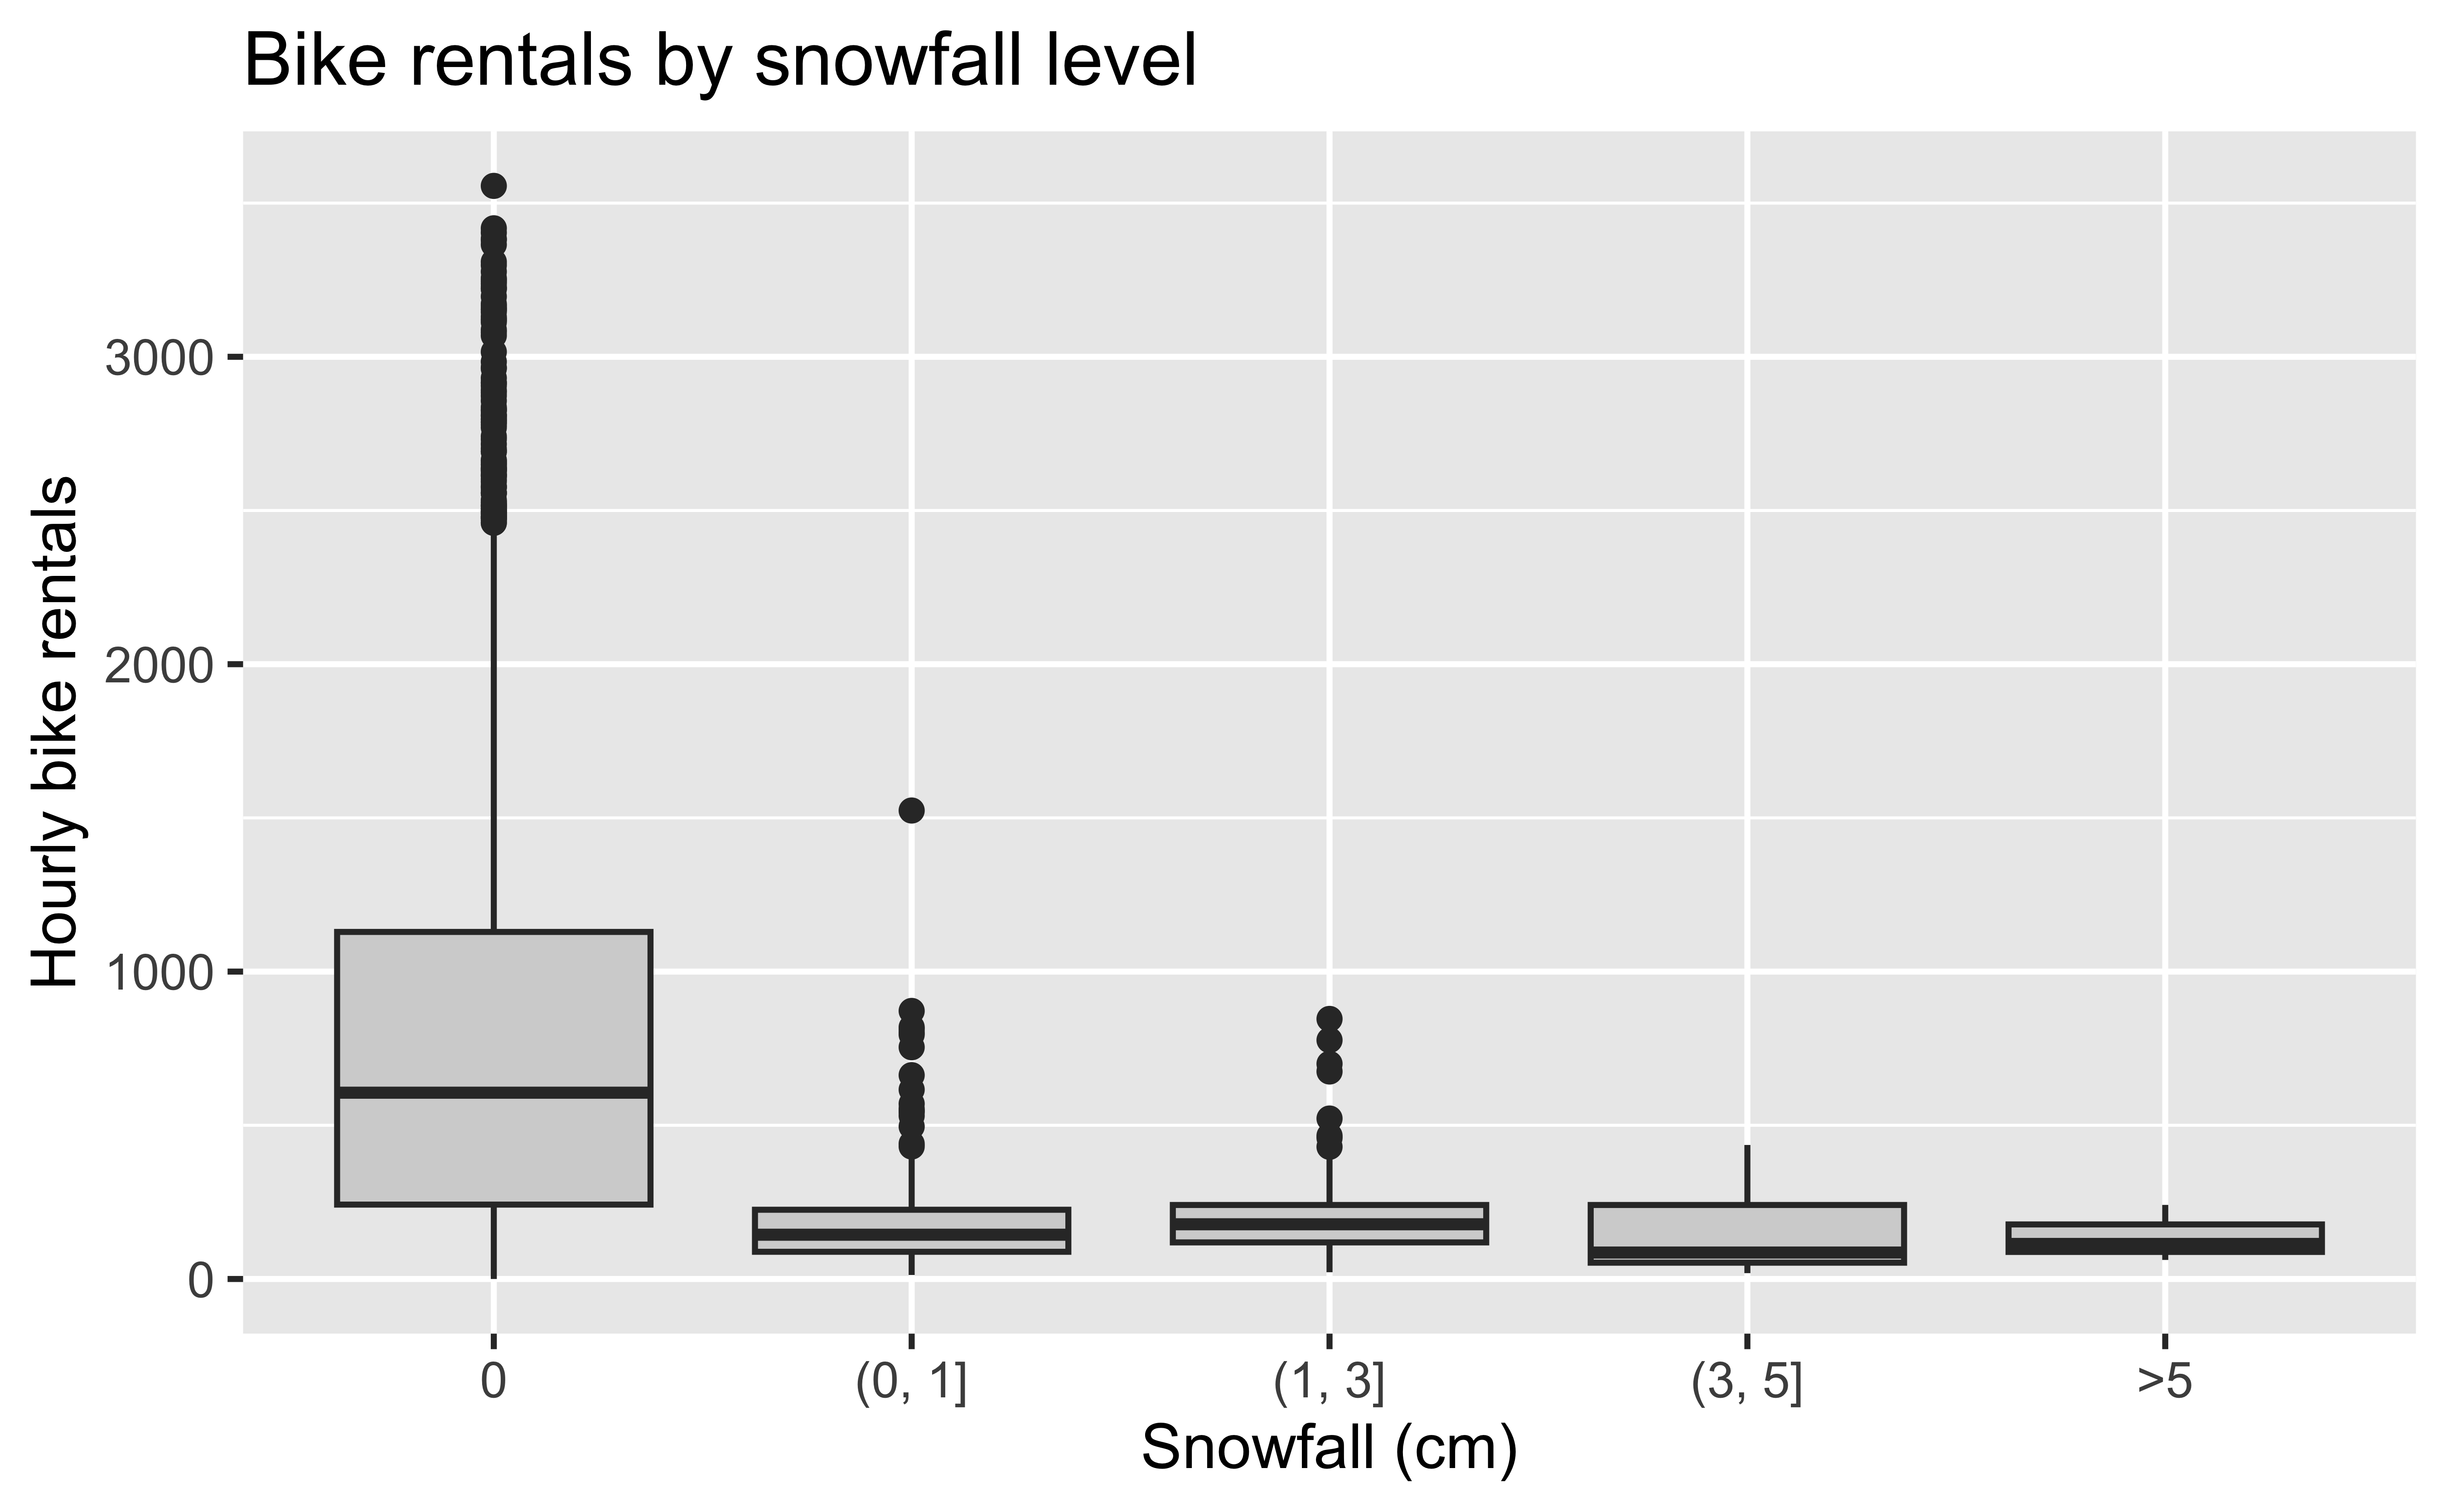 Bike rentals by snowfall level
Hourly bike rentals
3000
2000
1000
0
0 (0, 1] (1, 3] (3, 5] >5
Snowfall (cm)